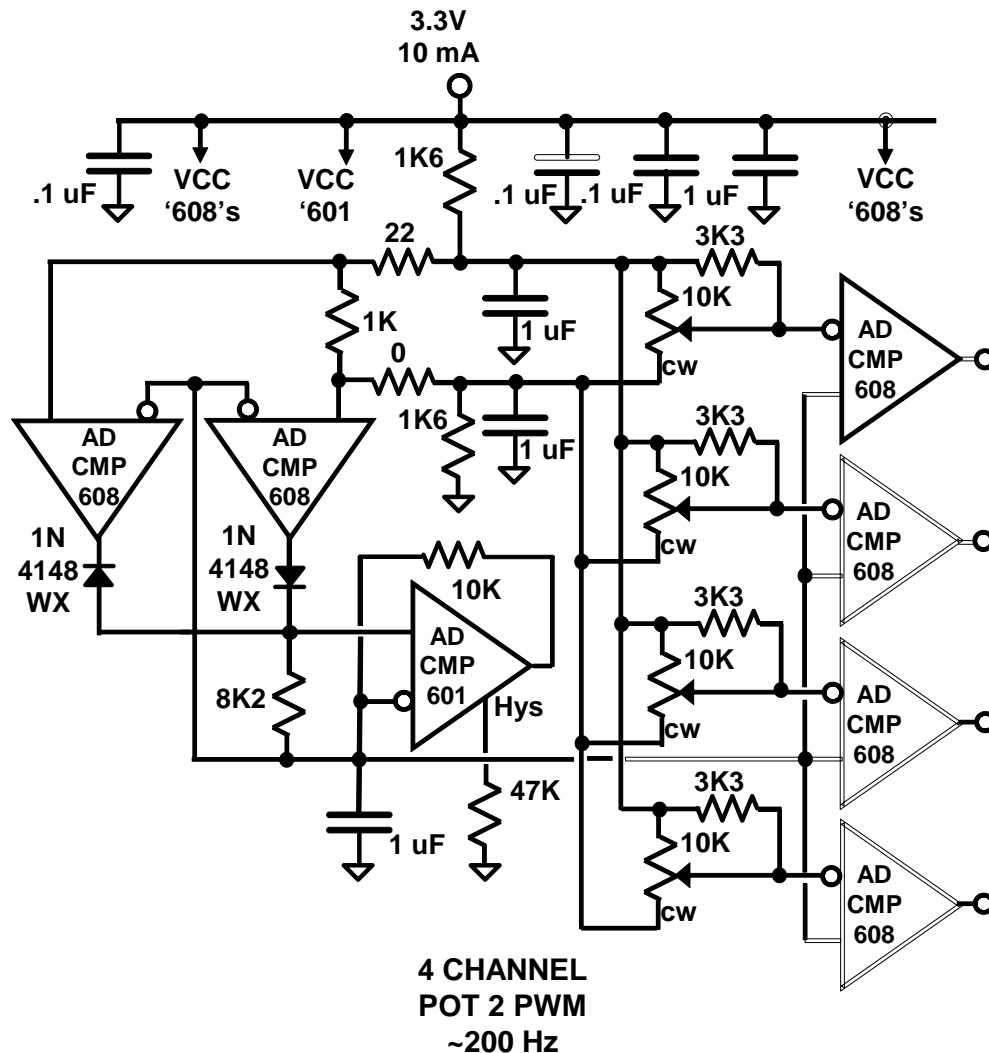 3.3V
10 mA
.1 uF
VCC
‘608’s
VCC
‘601
1K6
.1 uF
.1 uF
1 uF
VCC
‘608’s
22
3K3
1K
1 uF
10K
AD
CMP
608
0
cw
1K6
1 uF
3K3
AD
CMP
608
AD
CMP
608
10K
AD
CMP
608
1N
4148
WX
1N
4148
WX
10K
cw
3K3
AD
CMP
601
10K
AD
CMP
608
8K2
Hys
cw
47K
3K3
1 uF
10K
AD
CMP
608
cw
4 CHANNEL
POT 2 PWM
~200 Hz